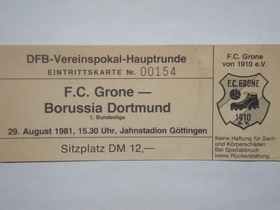 DFB-Vereinspokal-Hauptrunde
EINTRITTSKARTE Nr. 00154
F.C. Grone —
Borussia Dortmund
1. Bundesliga
29. August 1981, 15.30 Uhr, Jahnstadion Göttingen
Sitzplatz DM 12,—
F.C. Grone
von 1910 e.V.
F.C. GRONE
1910
Keine Haftung für Sach-
und Körperschäden.
Bei Spielabbruch
keine Rückerstattung.